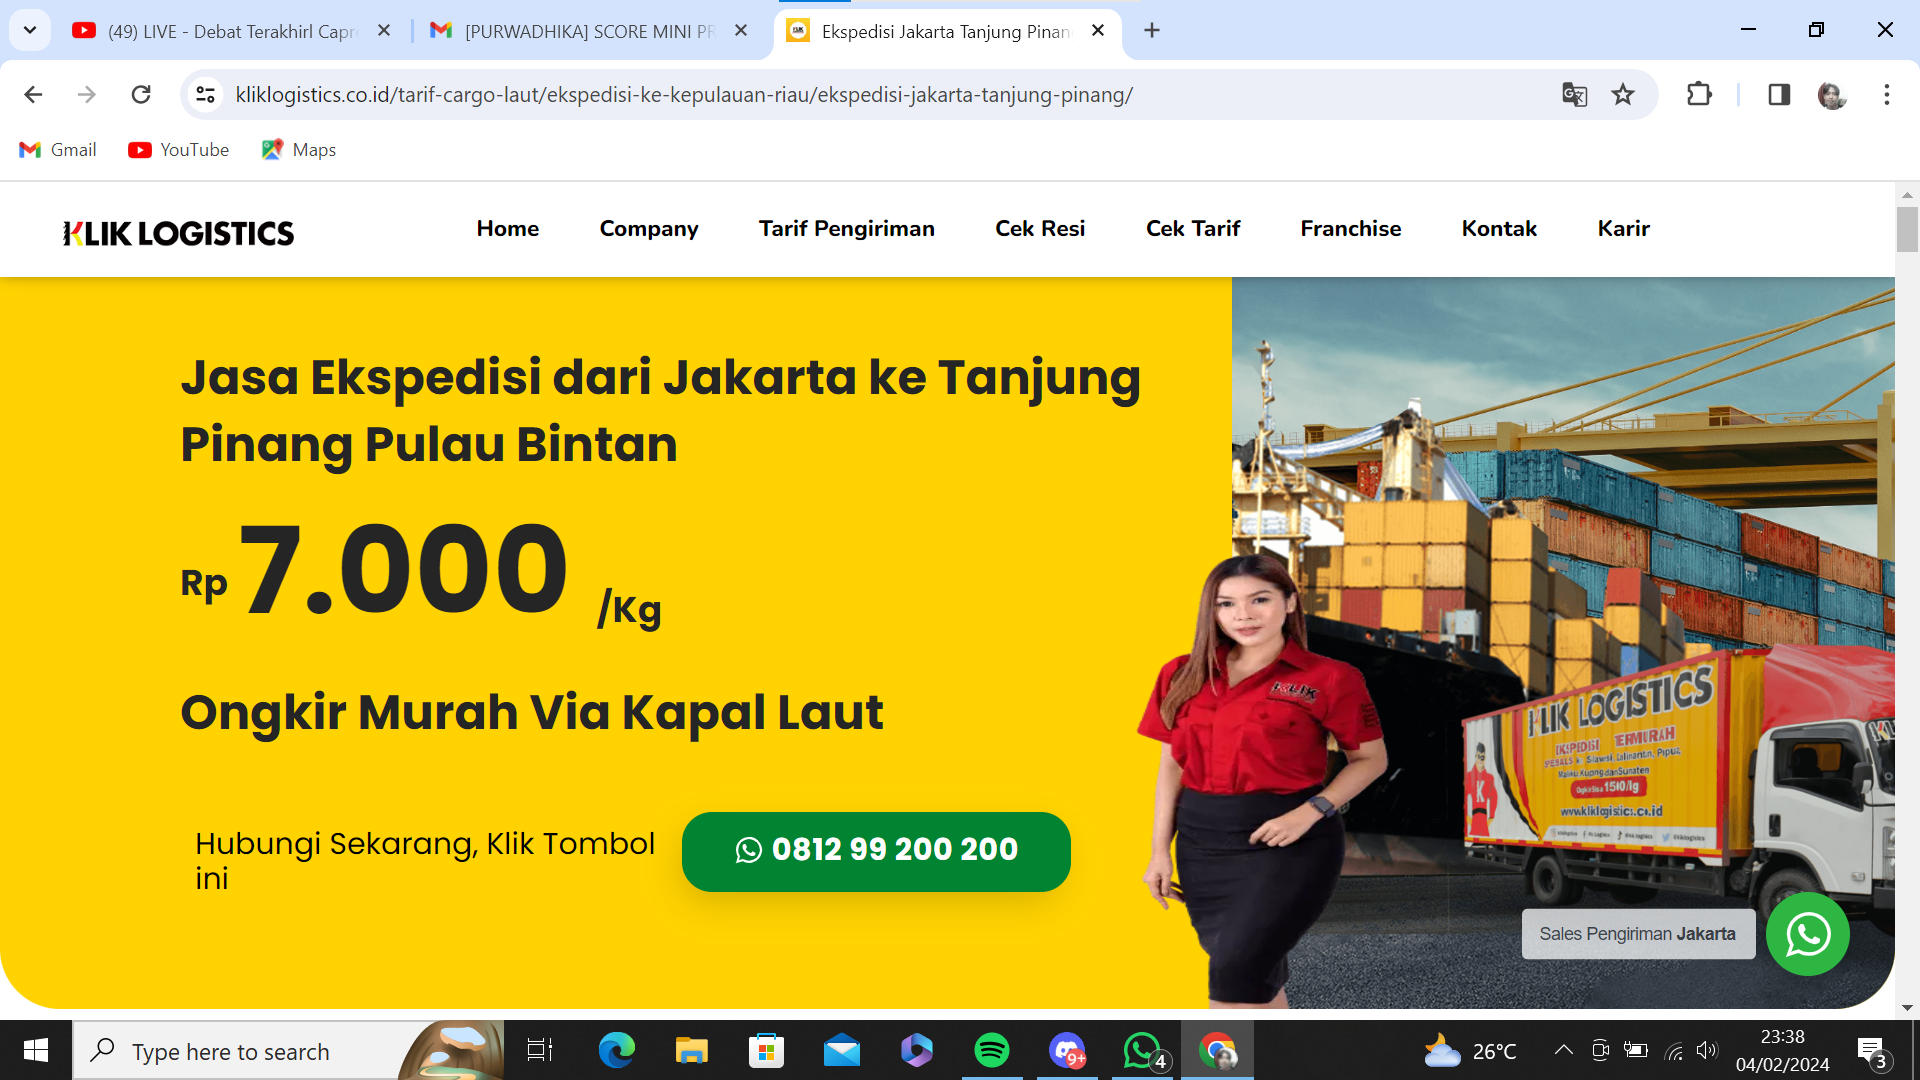 (49) LIVE - Debat Terakhirl Capr
[PURWADHIKA] SCORE MINI PR
Ekspedisi Jakarta Tanjung Pinan
kliklogistics.co.id/tarif-cargo-laut/ekspedisi-ke-kepulauan-riau/ekspedisi-jakarta-tanjung-pinang/
Gmail
YouTube
Maps
KLIK LOGISTICS
Home
Company
Tarif Pengiriman
Cek Resi
Cek Tarif
Franchise
Kontak
Karir
Jasa Ekspedisi dari Jakarta ke Tanjung
Pinang Pulau Bintan
Rp 7.000 /Kg
Ongkir Murah Via Kapal Laut
Hubungi Sekarang, Klik Tombol
ini
0812 99 200 200
KLIK
KLIK LOGISTICS
EKSPEDISI TERMURAH
www.kliklogistics.co.id
Sales Pengiriman Jakarta
Type here to search
9+
4
26°C
23:38
04/02/2024
3